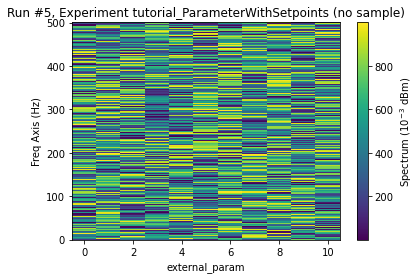 Run #5, Experiment tutorial_ParameterWithSetpoints (no sample)
500
400
300
200
100
0
Freq Axis (Hz)
0 2 4 6 8 10
external_param
800
600
400
200
Spectrum (10⁻³ dBm)